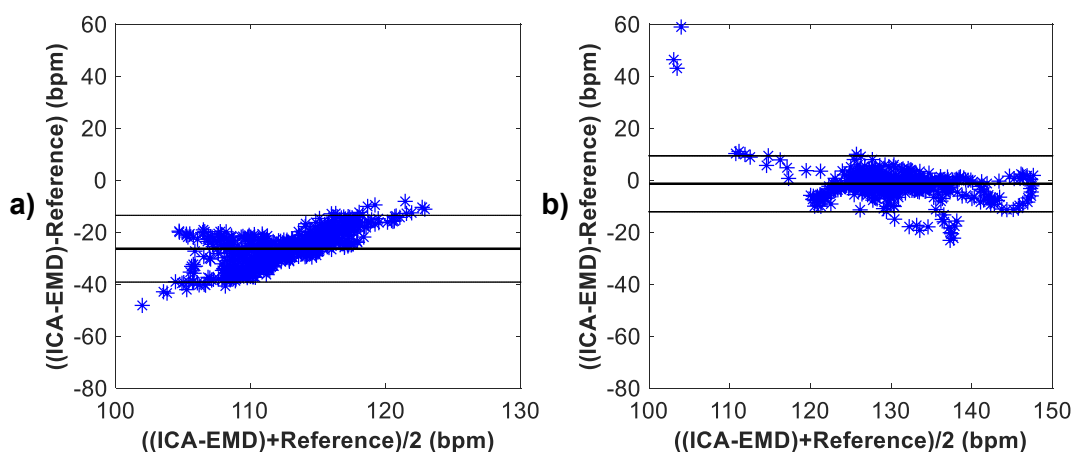 a)
((ICA-EMD)-Reference) (bpm)
60
40
20
0
-20
-40
-60
-80
100 110 120 130
((ICA-EMD)+Reference)/2 (bpm)
b)
((ICA-EMD)-Reference) (bpm)
60
40
20
0
-20
-40
-60
-80
100 110 120 130 140 150
((ICA-EMD)+Reference)/2 (bpm)